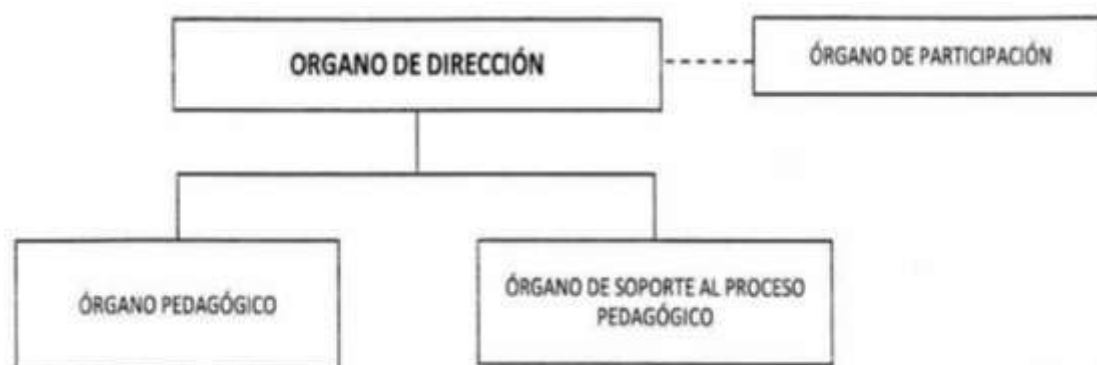 ORGANO DE DIRECCIÓN
ÓRGANO DE PARTICIPACIÓN
ÓRGANO PEDAGÓGICO
ÓRGANO DE SOPORTE AL PROCESO
PEDAGÓGICO